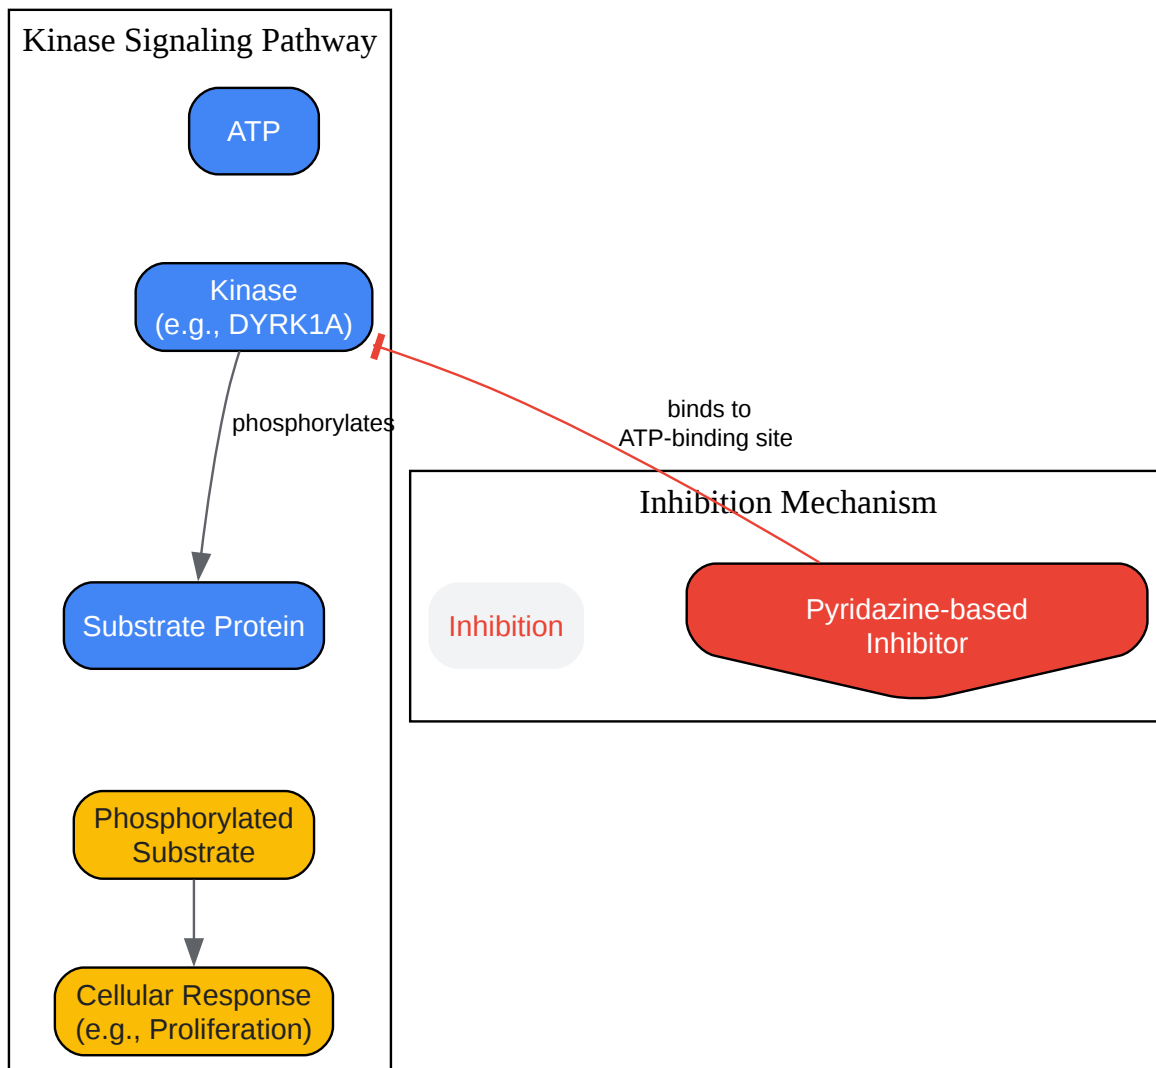 Kinase Signaling Pathway
ATP
Kinase
(e.g., DYRK1A)
phosphorylates
binds to
ATP-binding site
Inhibition Mechanism
Substrate Protein
Inhibition
Pyridazine-based
Inhibitor
Phosphorylated
Substrate
Cellular Response
(e.g., Proliferation)